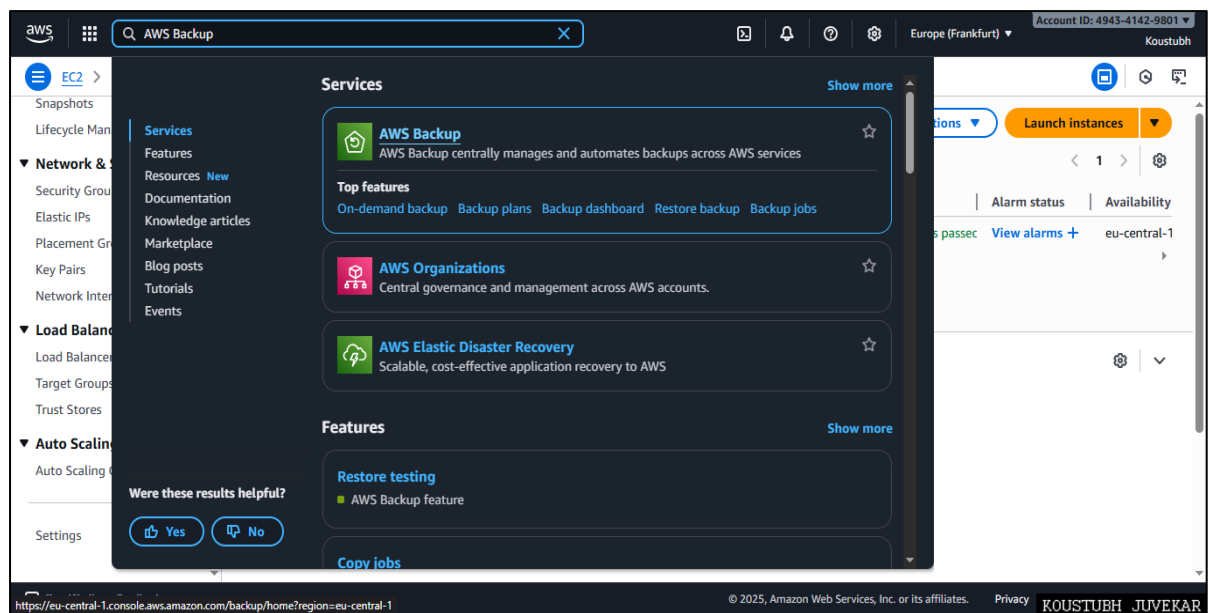 aws
AWS Backup
Europe (Frankfurt) ▼
Account ID: 4943-4142-9801 ▼
Koustubh
EC2 >
Snapshots
Lifecycle Man
▼ Network & S
Security Grou
Elastic IPs
Placement Gr
Key Pairs
Network Inter
▼ Load Balanc
Load Balancer
Target Groups
Trust Stores
▼ Auto Scaling
Auto Scaling
Settings
Services
Features
Resources New
Documentation
Knowledge articles
Marketplace
Blog posts
Tutorials
Events
Were these results helpful?
Yes
No
Services
Show more
AWS Backup
AWS Backup centrally manages and automates backups across AWS services
Top features
On-demand backup Backup plans Backup dashboard Restore backup Backup jobs
AWS Organizations
Central governance and management across AWS accounts.
AWS Elastic Disaster Recovery
Scalable, cost-effective application recovery to AWS
Features
Show more
Restore testing
AWS Backup feature
Copy jobs
tions ▼
Launch instances ▼
< 1 >
Alarm status
Availability
s passec
View alarms +
eu-central-1
https://eu-central-1.console.aws.amazon.com/backup/home?region=eu-central-1
© 2025, Amazon Web Services, Inc. or its affiliates.
Privacy
KOUSTUBH JUVEKAR